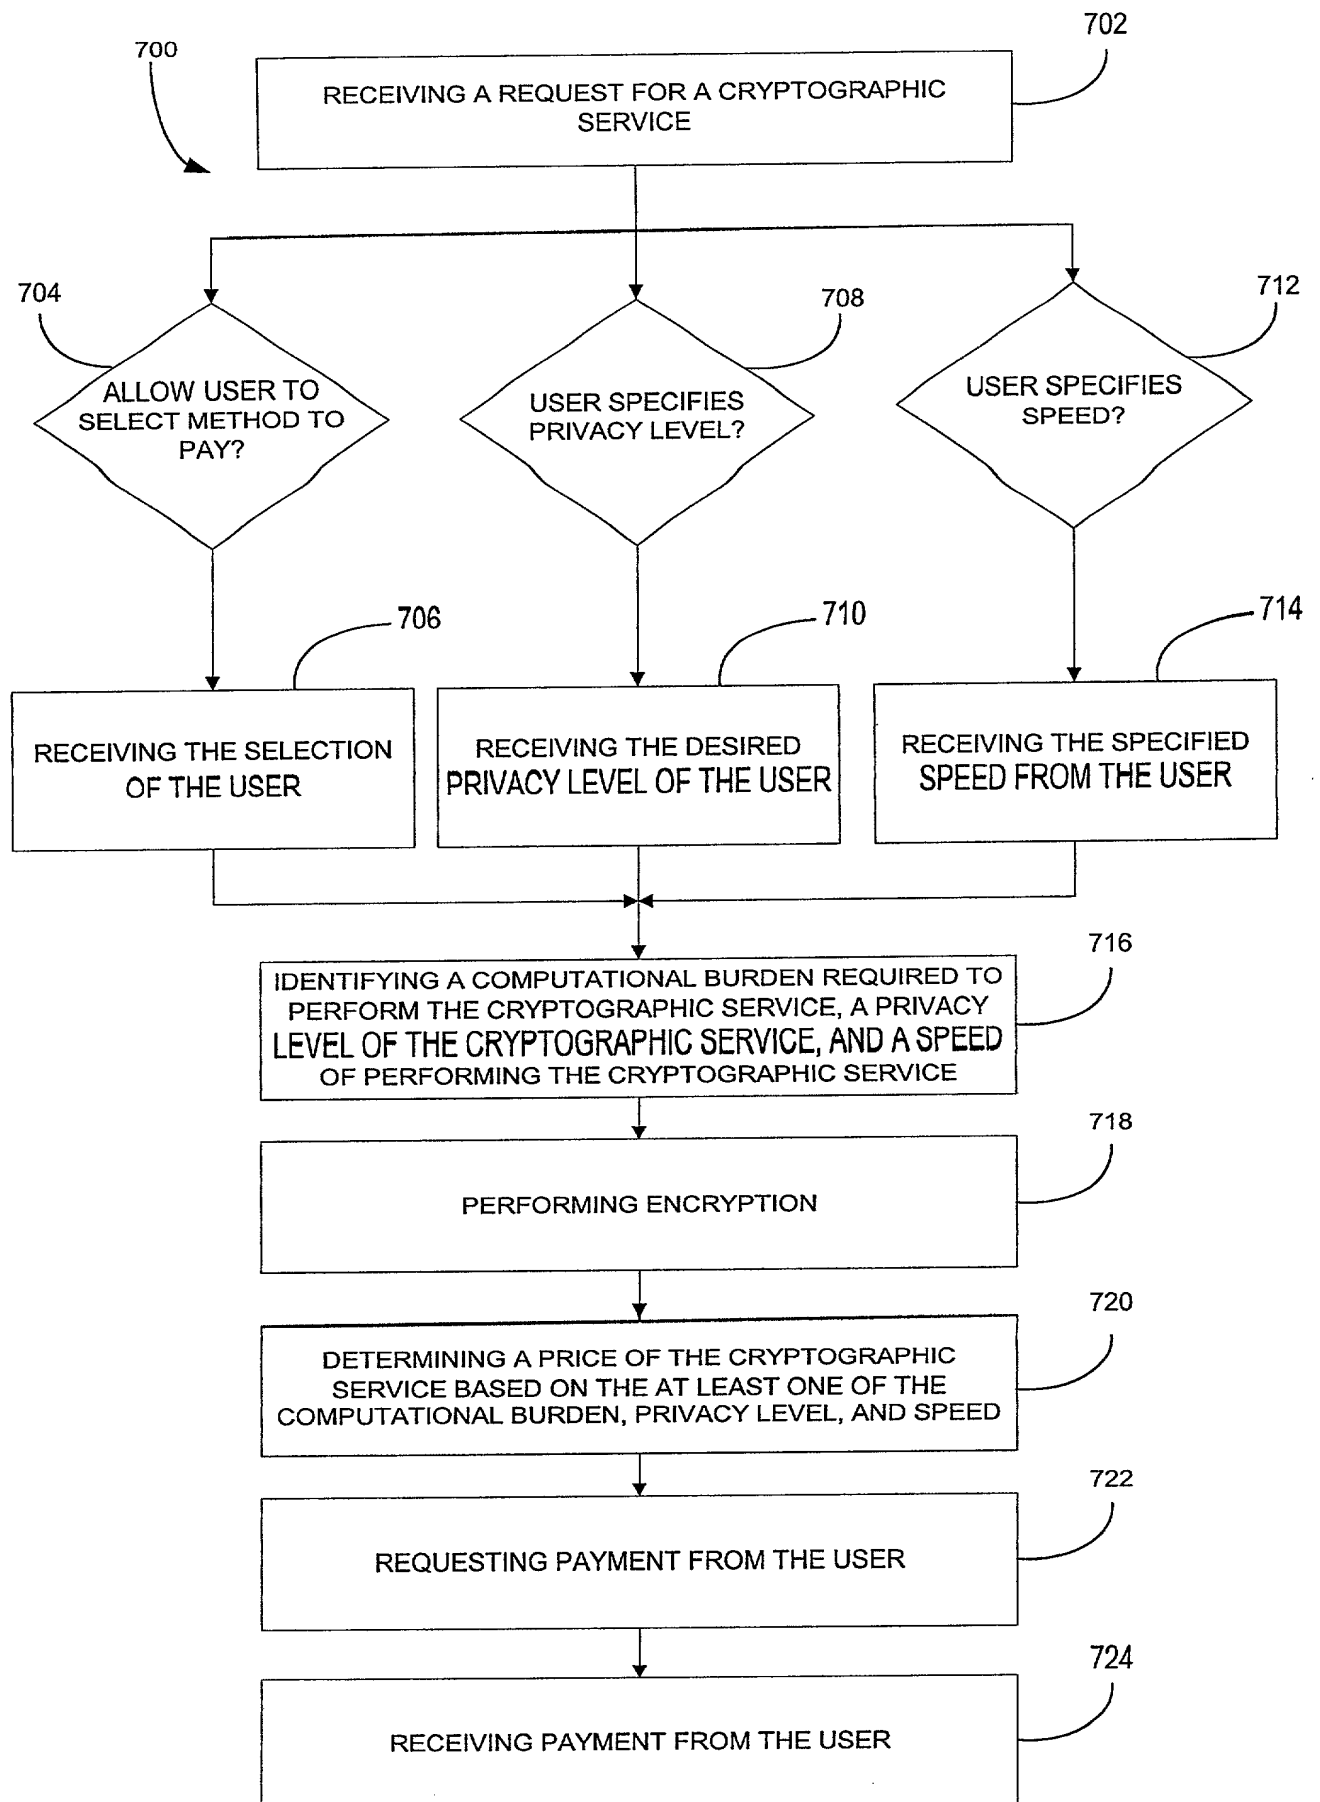 700
702
RECEIVING A REQUEST FOR A CRYPTOGRAPHIC
SERVICE
704
ALLOW USER TO
SELECT METHOD TO
PAY?
708
USER SPECIFIES
PRIVACY LEVEL?
712
USER SPECIFIES
SPEED?
706
RECEIVING THE SELECTION
OF THE USER
710
RECEIVING THE DESIRED
PRIVACY LEVEL OF THE USER
714
RECEIVING THE SPECIFIED
SPEED FROM THE USER
716
IDENTIFYING A COMPUTATIONAL BURDEN REQUIRED TO
PERFORM THE CRYPTOGRAPHIC SERVICE, A PRIVACY
LEVEL OF THE CRYPTOGRAPHIC SERVICE, AND A SPEED
OF PERFORMING THE CRYPTOGRAPHIC SERVICE
718
PERFORMING ENCRYPTION
720
DETERMINING A PRICE OF THE CRYPTOGRAPHIC
SERVICE BASED ON THE AT LEAST ONE OF THE
COMPUTATIONAL BURDEN, PRIVACY LEVEL, AND SPEED
722
REQUESTING PAYMENT FROM THE USER
724
RECEIVING PAYMENT FROM THE USER